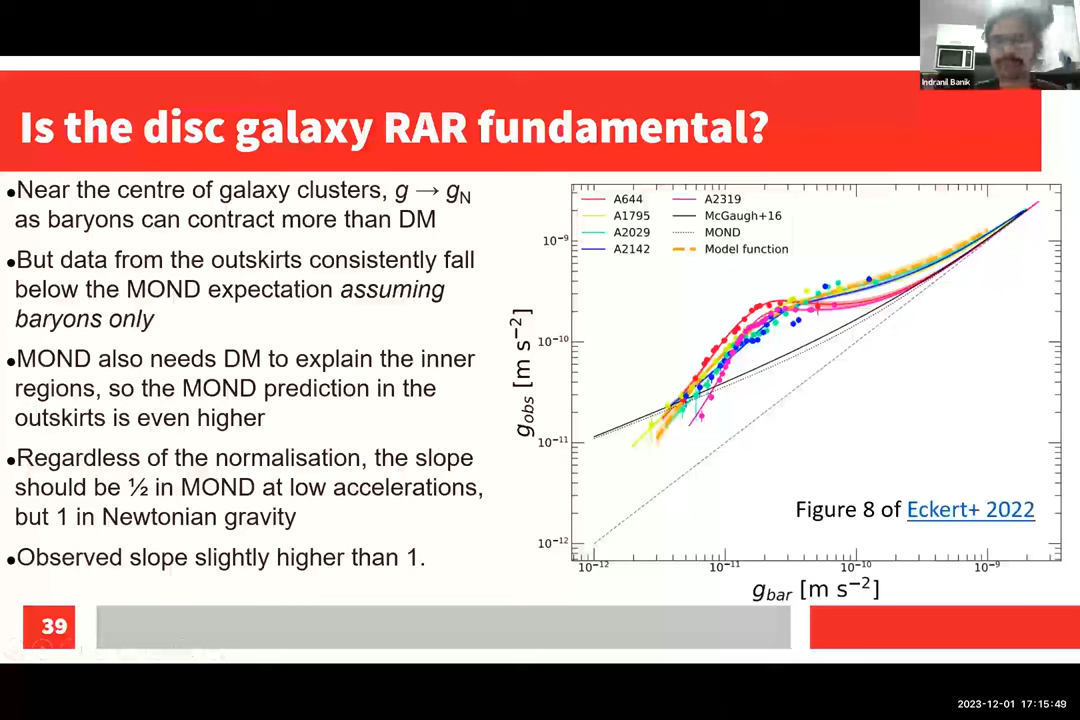 Indranil Banik
Is the disc galaxy RAR fundamental?
•Near the centre of galaxy clusters, g → gN
as baryons can contract more than DM
•But data from the outskirts consistently fall
below the MOND expectation assuming
baryons only
•MOND also needs DM to explain the inner
regions, so the MOND prediction in the
outskirts is even higher
•Regardless of the normalisation, the slope
should be ½ in MOND at low accelerations,
but 1 in Newtonian gravity
•Observed slope slightly higher than 1.
A644
A1795
A2029
A2142
A2319
McGaugh+16
MOND
Model function
10⁻⁹
10⁻¹⁰
10⁻¹¹
10⁻¹²
gobs [m s⁻²]
Figure 8 of Eckert+ 2022
10⁻¹² 10⁻¹¹ 10⁻¹⁰ 10⁻⁹
gbar [m s⁻²]
39
2023-12-01 17:15:49